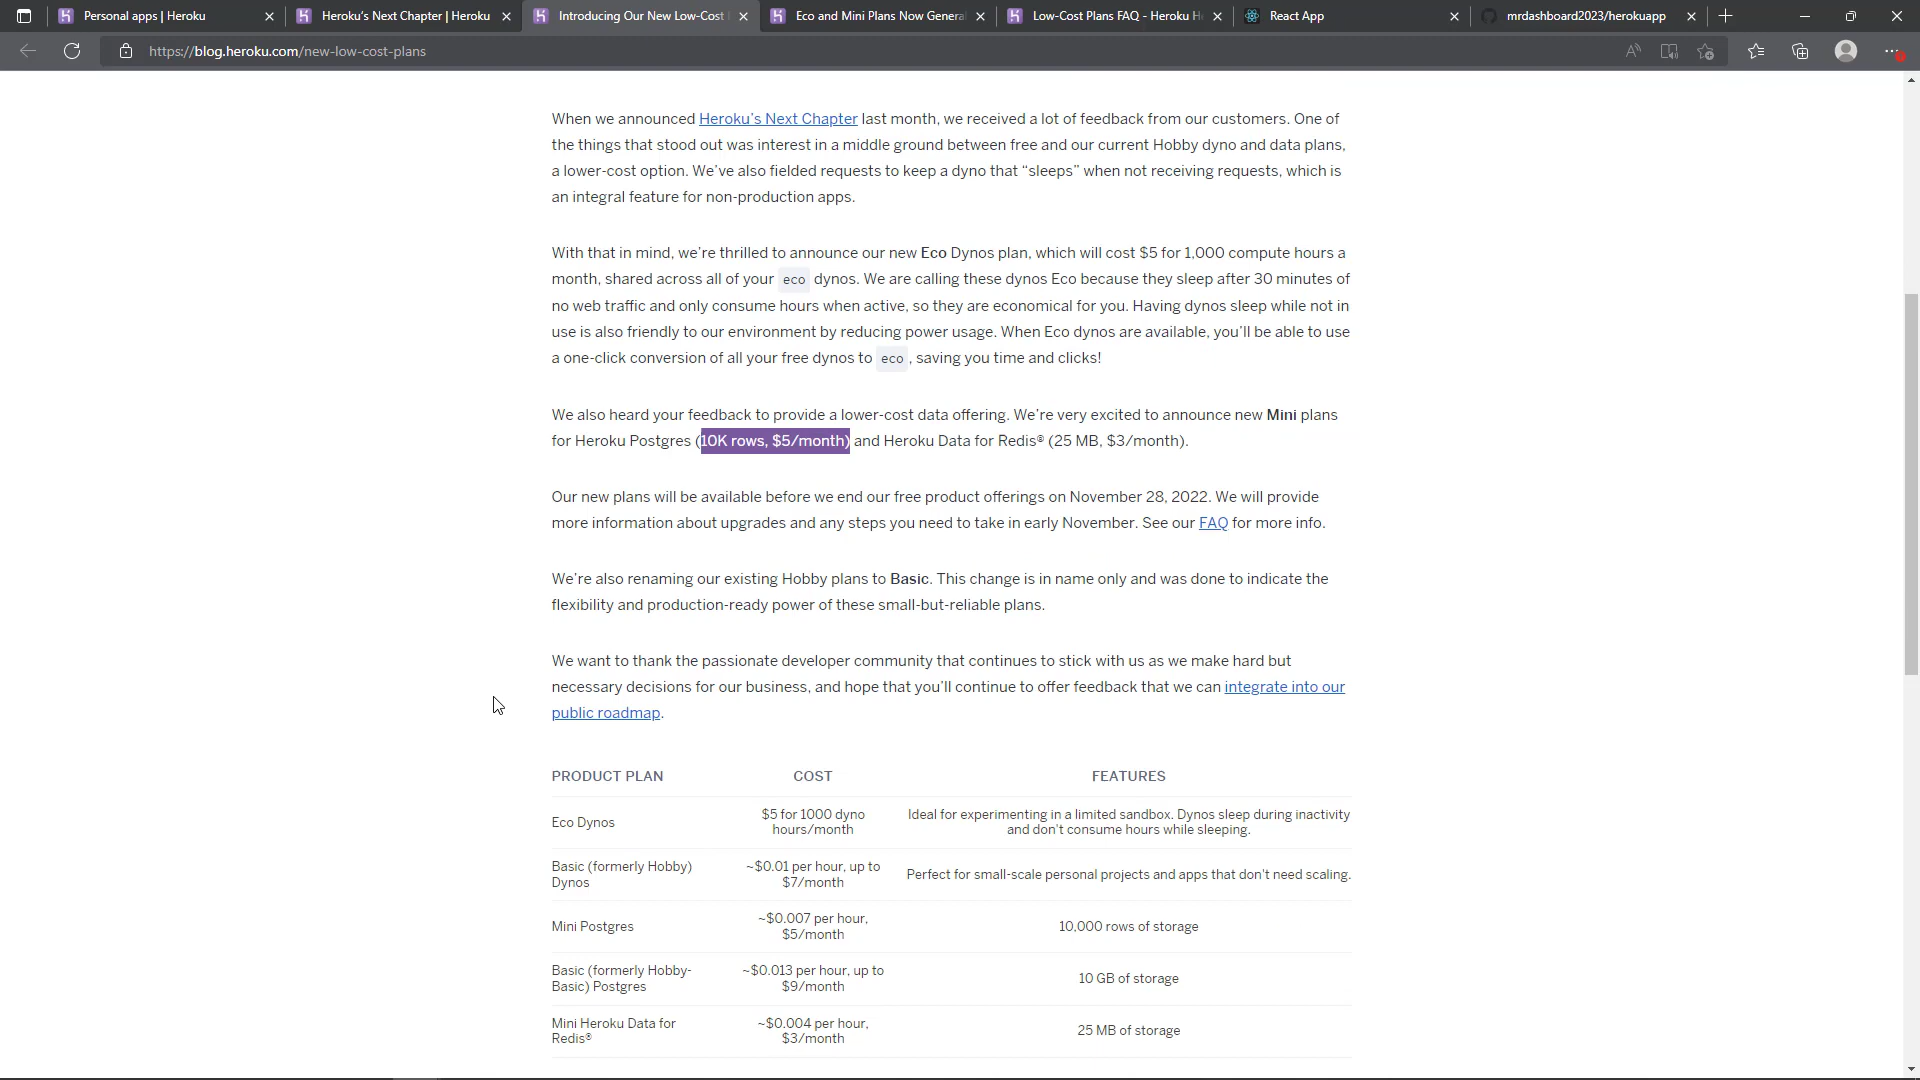 Personal apps | Heroku
Heroku's Next Chapter | Heroku
Introducing Our New Low-Cost
Eco and Mini Plans Now Genera
Low-Cost Plans FAQ - Heroku H
React App
mrdashboard2023/herokuapp
https://blog.heroku.com/new-low-cost-plans
When we announced Heroku's Next Chapter last month, we received a lot of feedback from our customers. One of
the things that stood out was interest in a middle ground between free and our current Hobby dyno and data plans,
a lower-cost option. We've also fielded requests to keep a dyno that “sleeps” when not receiving requests, which is
an integral feature for non-production apps.
With that in mind, we're thrilled to announce our new Eco Dynos plan, which will cost $5 for 1,000 compute hours a
month, shared across all of your eco dynos. We are calling these dynos Eco because they sleep after 30 minutes of
no web traffic and only consume hours when active, so they are economical for you. Having dynos sleep while not in
use is also friendly to our environment by reducing power usage. When Eco dynos are available, you'll be able to use
a one-click conversion of all your free dynos to eco, saving you time and clicks!
We also heard your feedback to provide a lower-cost data offering. We're very excited to announce new Mini plans
for Heroku Postgres (10K rows, $5/month) and Heroku Data for Redis® (25 MB, $3/month).
Our new plans will be available before we end our free product offerings on November 28, 2022. We will provide
more information about upgrades and any steps you need to take in early November. See our FAQ for more info.
We're also renaming our existing Hobby plans to Basic. This change is in name only and was done to indicate the
flexibility and production-ready power of these small-but-reliable plans.
We want to thank the passionate developer community that continues to stick with us as we make hard but
necessary decisions for our business, and hope that you'll continue to offer feedback that we can integrate into our
public roadmap.
PRODUCT PLAN COST FEATURES
Eco Dynos
$5 for 1000 dyno
hours/month
Ideal for experimenting in a limited sandbox. Dynos sleep during inactivity
and don't consume hours while sleeping.
Basic (formerly Hobby)
Dynos
~$0.01 per hour, up to
$7/month
Perfect for small-scale personal projects and apps that don't need scaling.
Mini Postgres
~$0.007 per hour,
$5/month
10,000 rows of storage
Basic (formerly Hobby-
Basic) Postgres
~$0.013 per hour, up to
$9/month
10 GB of storage
Mini Heroku Data for
Redis®
~$0.004 per hour,
$3/month
25 MB of storage